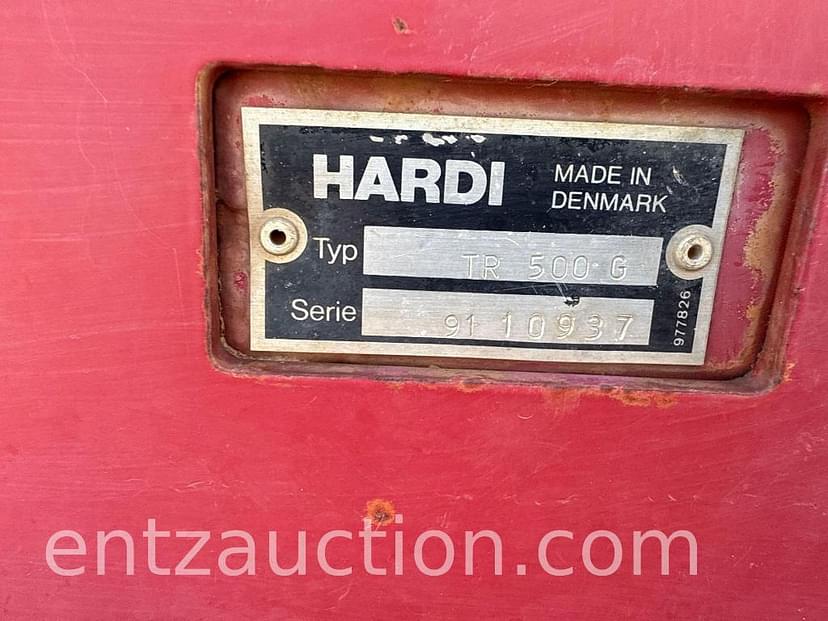 HARDI
MADE IN
DENMARK
Typ TR 500 G
Serie 91 10937
977826
entzauction.com